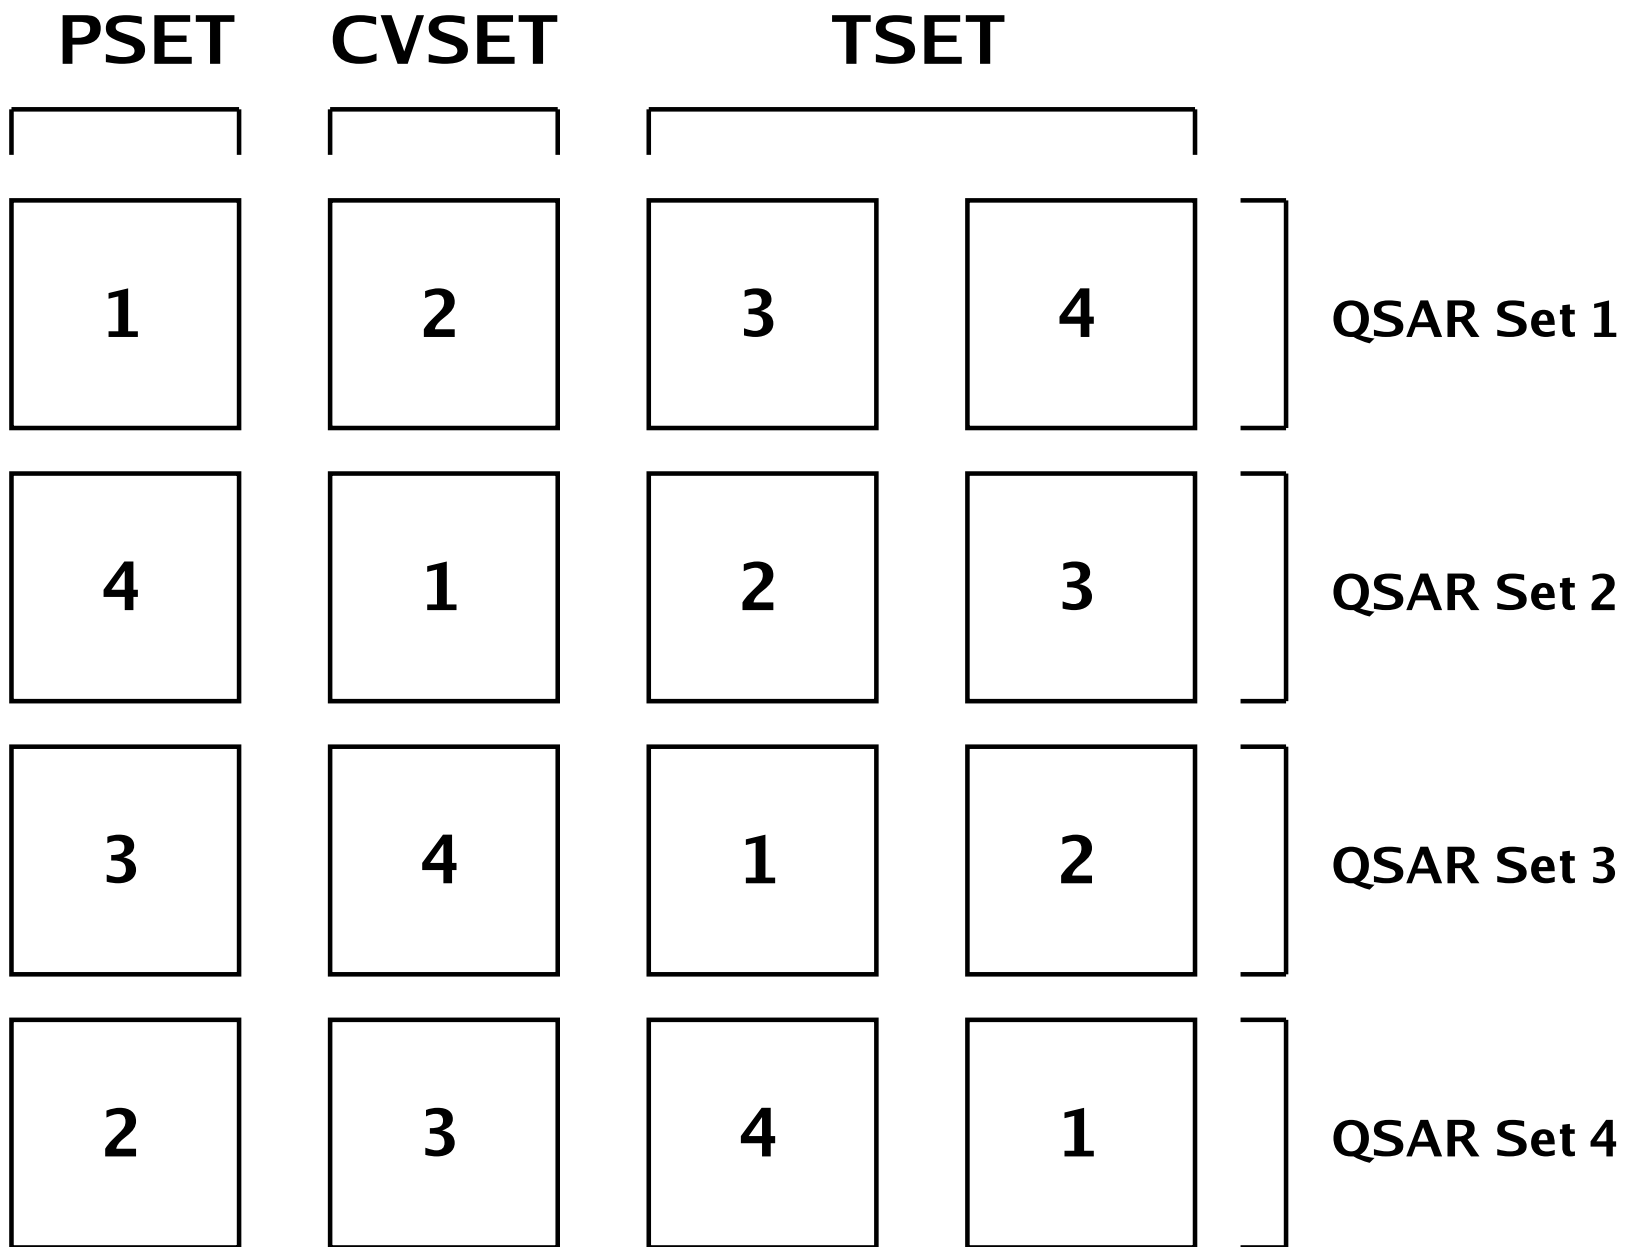 PSET CVSET TSET
1 2 3 4 QSAR Set 1
4 1 2 3 QSAR Set 2
3 4 1 2 QSAR Set 3
2 3 4 1 QSAR Set 4